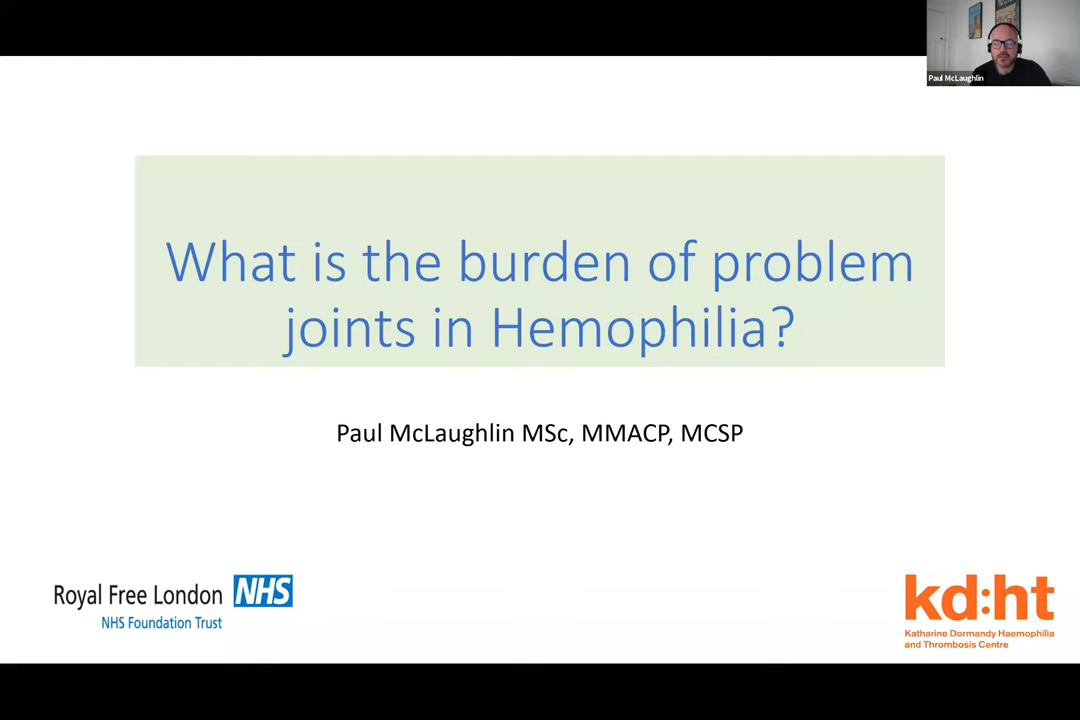 Paul McLaughlin
What is the burden of problem
joints in Hemophilia?
Paul McLaughlin MSc, MMACP, MCSP
Royal Free London NHS
NHS Foundation Trust
kd:ht
Katharine Dormandy Haemophilia
and Thrombosis Centre